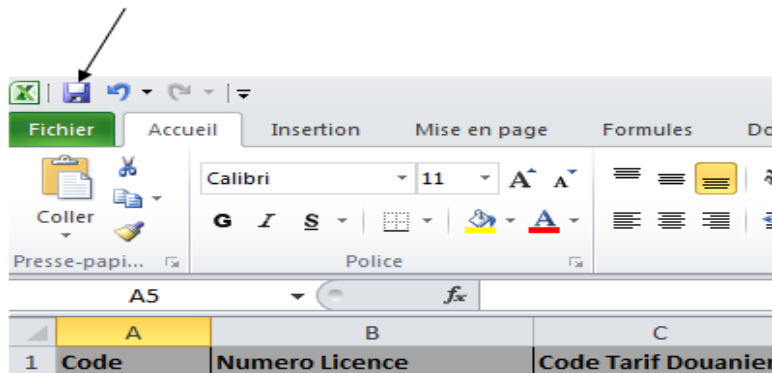 Fichier Accueil Insertion Mise en page Formules
Calibri 11 A A
Coller G I S A
Presse-papi... Police
A5 fx
A B C
1 Code Numero Licence Code Tarif Douanier